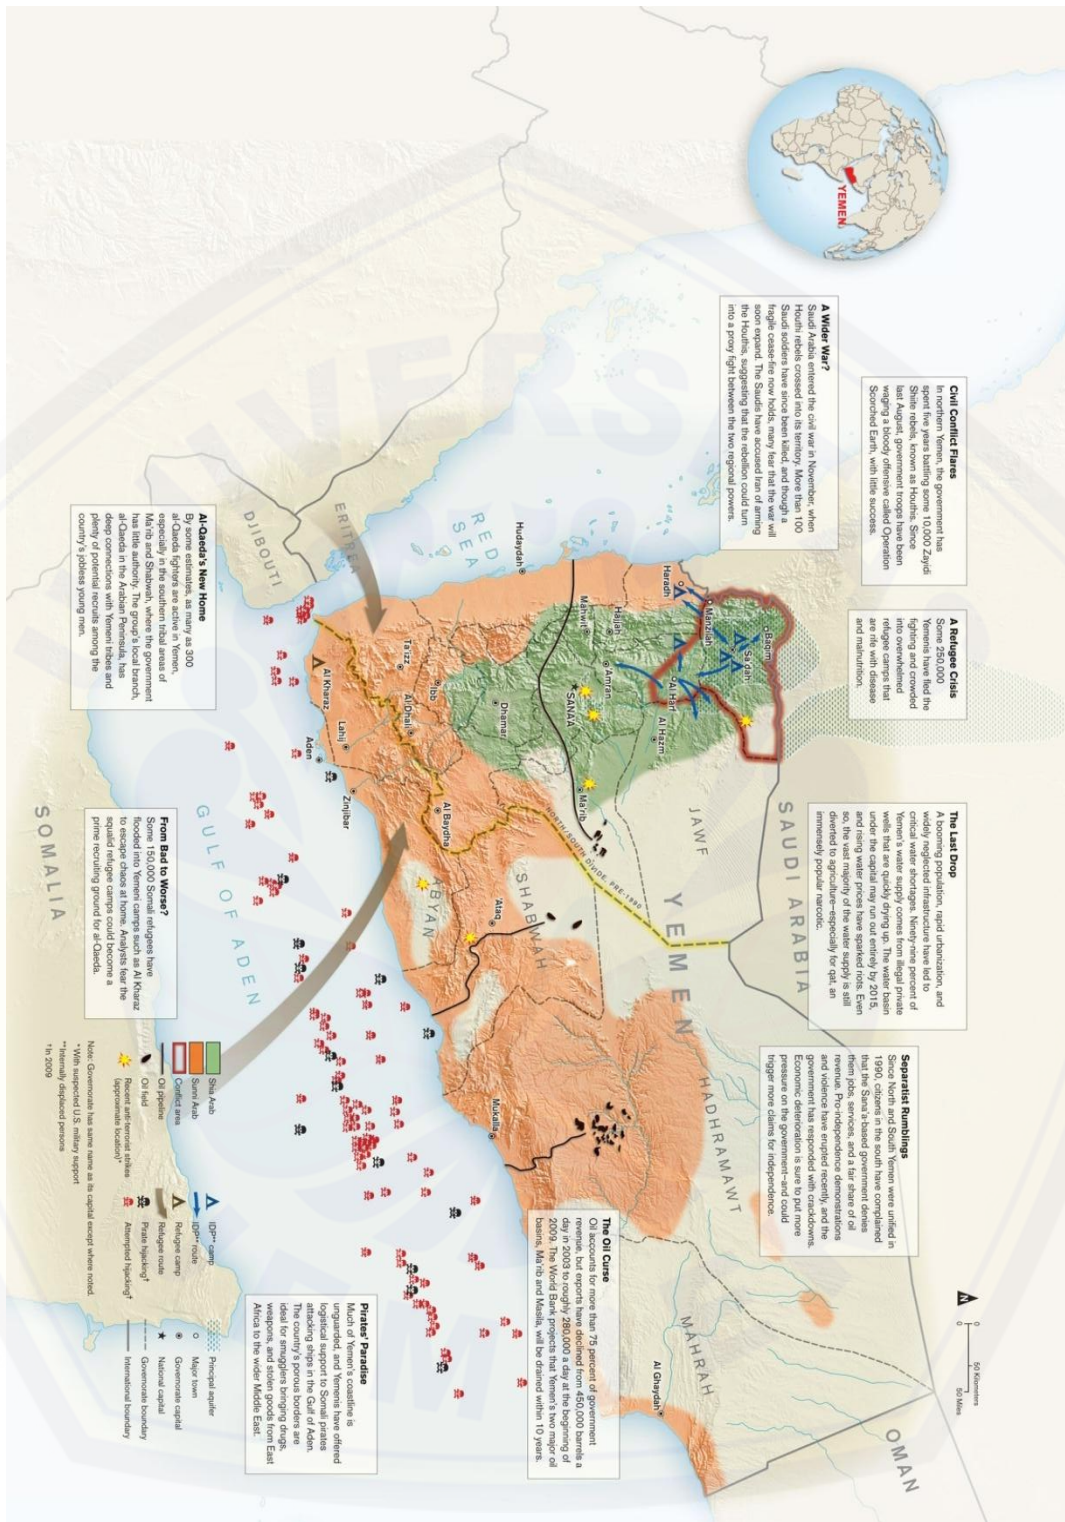 YEMEN
Civil Conflict Flares
In northern Yemen, the government has
spent five years battling some 10,000 Zaydi
Shiite rebels, known as Houthis. Since
last August, government troops have been
waging a bloody offensive called Operation
Scorched Earth, with little success.
A Refugee Crisis
Some 250,000
Yemenis have fled the
fighting and crowded
into overwhelmed
refugee camps that
are rife with disease
and malnutrition.
The Last Drop
A booming population, rapid urbanization, and
widely neglected infrastructure have led to
critical water shortages. Ninety-nine percent of
Yemen's water supply comes from illegal private
wells that are quickly drying up. The water basin
under the capital may run out entirely by 2015,
and rising water prices have sparked riots. Even
so, the vast majority of the water supply is still
diverted to agriculture—especially for qat, an
immensely popular narcotic.
Separatist Rumblings
Since North and South Yemen were unified in
1990, citizens in the south have complained
that the Sana'a-based government denies
them jobs, services, and a fair share of oil
revenue. Pro-independence demonstrations
and violence have erupted recently, and the
government has responded with crackdowns.
Economic deterioration is sure to put more
pressure on the government—and could
trigger more claims for independence.
N
0
50 Kilometers
0
50 Miles
A Wider War?
Saudi Arabia entered the civil war in November, when
Houthi rebels crossed into its territory. More than 100
Saudi soldiers have since been killed, and though a
fragile cease-fire now holds, many fear that the war will
soon expand. The Saudis have accused Iran of arming
the Houthis, suggesting that the rebellion could turn
into a proxy fight between the two regional powers.
SAUDI ARABIA
OMAN
YEMEN
JAWF
HADHRAMAWT
MAHRAH
SHABWAH
ABYAN
NORTH/SOUTH DIVIDE, PRE-1990
Baqim
Sa'dah
Manzilah
Haradh
Al Harf
Al Hazm
Hajjah
Amran
Mahwit
SANAA
Ma'rib
Hudaydah
Dhamar
Ibb
Ta'izz
Al Dhali
Al Baydha
'Ataq
Al Kharaz
Lahij
Aden
Zinjibar
Mukalla
Al Ghaydah
RED
SEA
ERITREA
DJIBOUTI
GULF OF ADEN
SOMALIA
The Oil Curse
Oil accounts for more than 75 percent of government
revenue, but exports have declined from 450,000 barrels a
day in 2003 to roughly 280,000 a day at the beginning of
2009. The World Bank projects that Yemen's two major oil
basins, Ma'rib and Masila, will be drained within 10 years.
Al-Qaeda's New Home
By some estimates, as many as 300
al-Qaeda fighters are active in Yemen,
especially in the southern tribal areas of
Ma'rib and Shabwah, where the government
has little authority. The group's local branch,
al-Qaeda in the Arabian Peninsula, has
deep connections with Yemeni tribes and
plenty of potential recruits among the
country's jobless young men.
From Bad to Worse?
Some 150,000 Somali refugees have
flooded into Yemeni camps such as Al Kharaz
to escape chaos at home. Analysts fear the
squalid refugee camps could become a
prime recruiting ground for al-Qaeda.
Pirates' Paradise
Much of Yemen's coastline is
unguarded, and Yemenis have offered
logistical support to Somali pirates
attacking ships in the Gulf of Aden.
The country's porous borders are
ideal for smugglers bringing drugs,
weapons, and stolen goods from East
Africa to the wider Middle East.
Shia Arab
Sunni Arab
Conflict area
Oil pipeline
Oil field
Recent anti-terrorist strikes
(approximate location)*
IDP** camp
IDP** route
Refugee camp
Refugee route
Pirate hijacking†
Attempted hijacking†
Principal aquifer
Major town
Governorate capital
National capital
Governorate boundary
International boundary
Note: Governorate has same name as its capital except where noted.
* With suspected U.S. military support
** Internally displaced persons
† In 2009